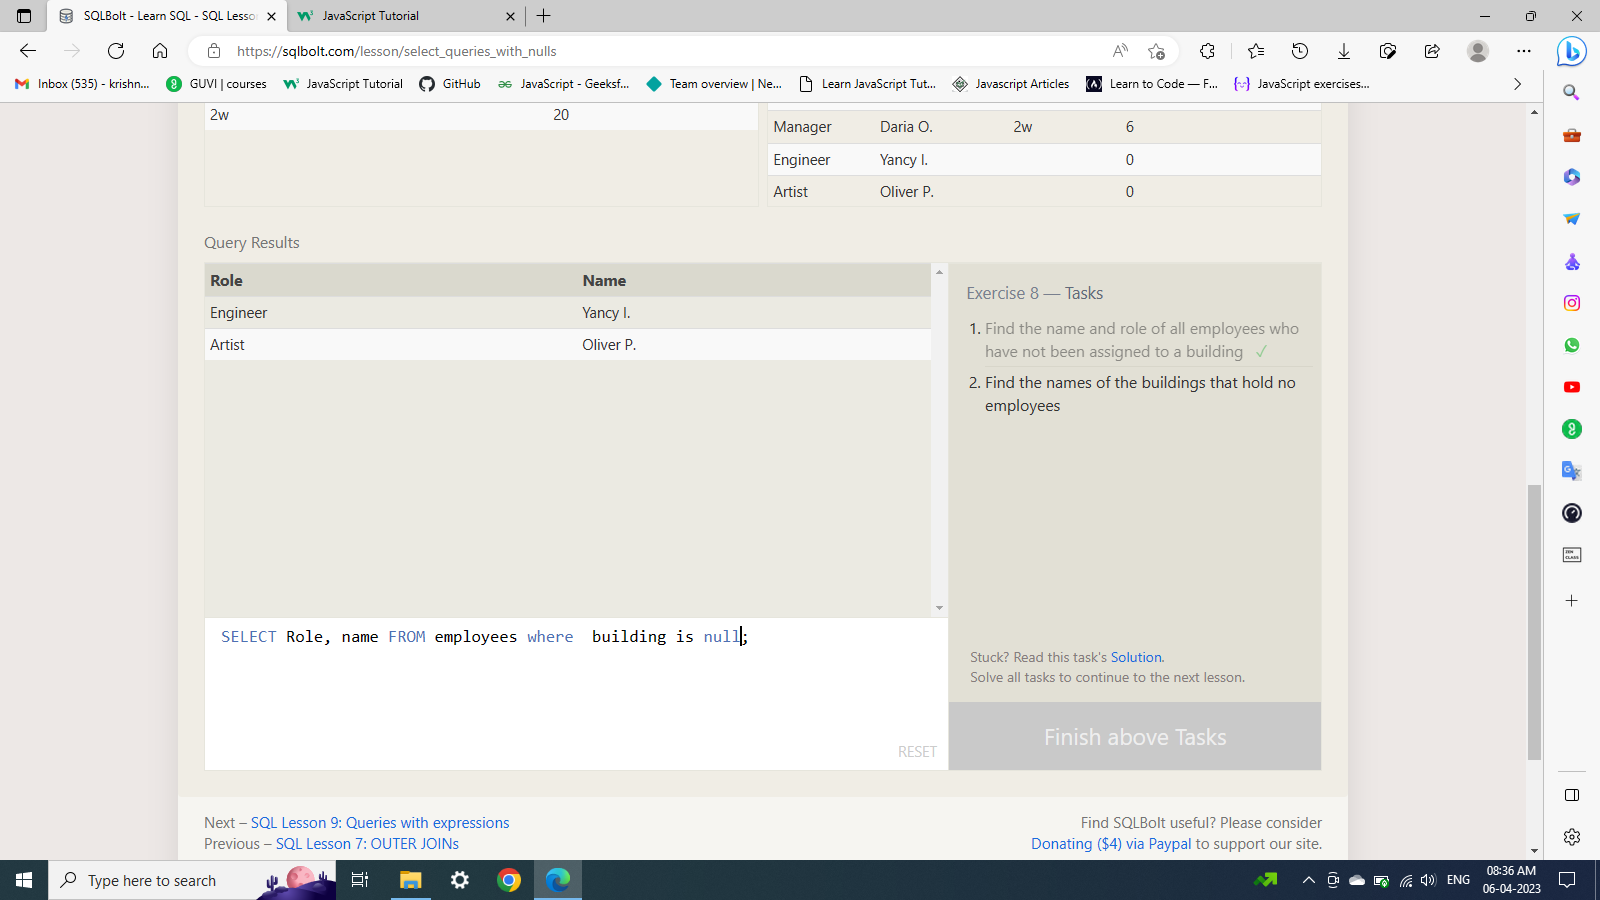 SQLBolt - Learn SQL - SQL Lesso
JavaScript Tutorial
https://sqlbolt.com/lesson/select_queries_with_nulls
Inbox (535) - krishn...
GUVI | courses
JavaScript Tutorial
GitHub
JavaScript - Geeksf...
Team overview | Ne...
Learn JavaScript Tut...
Javascript Articles
Learn to Code — F...
JavaScript exercises...
2w 20
Manager Daria O. 2w 6
Engineer Yancy I. 0
Artist Oliver P. 0
Query Results
Role Name
Engineer Yancy I.
Artist Oliver P.
Exercise 8 — Tasks
1. Find the name and role of all employees who
have not been assigned to a building ✓
2. Find the names of the buildings that hold no
employees
SELECT Role, name FROM employees where  building is null;
RESET
Stuck? Read this task's Solution.
Solve all tasks to continue to the next lesson.
Finish above Tasks
Next – SQL Lesson 9: Queries with expressions
Previous – SQL Lesson 7: OUTER JOINs
Find SQLBolt useful? Please consider
Donating ($4) via Paypal to support our site.
Type here to search
ENG
08:36 AM
06-04-2023